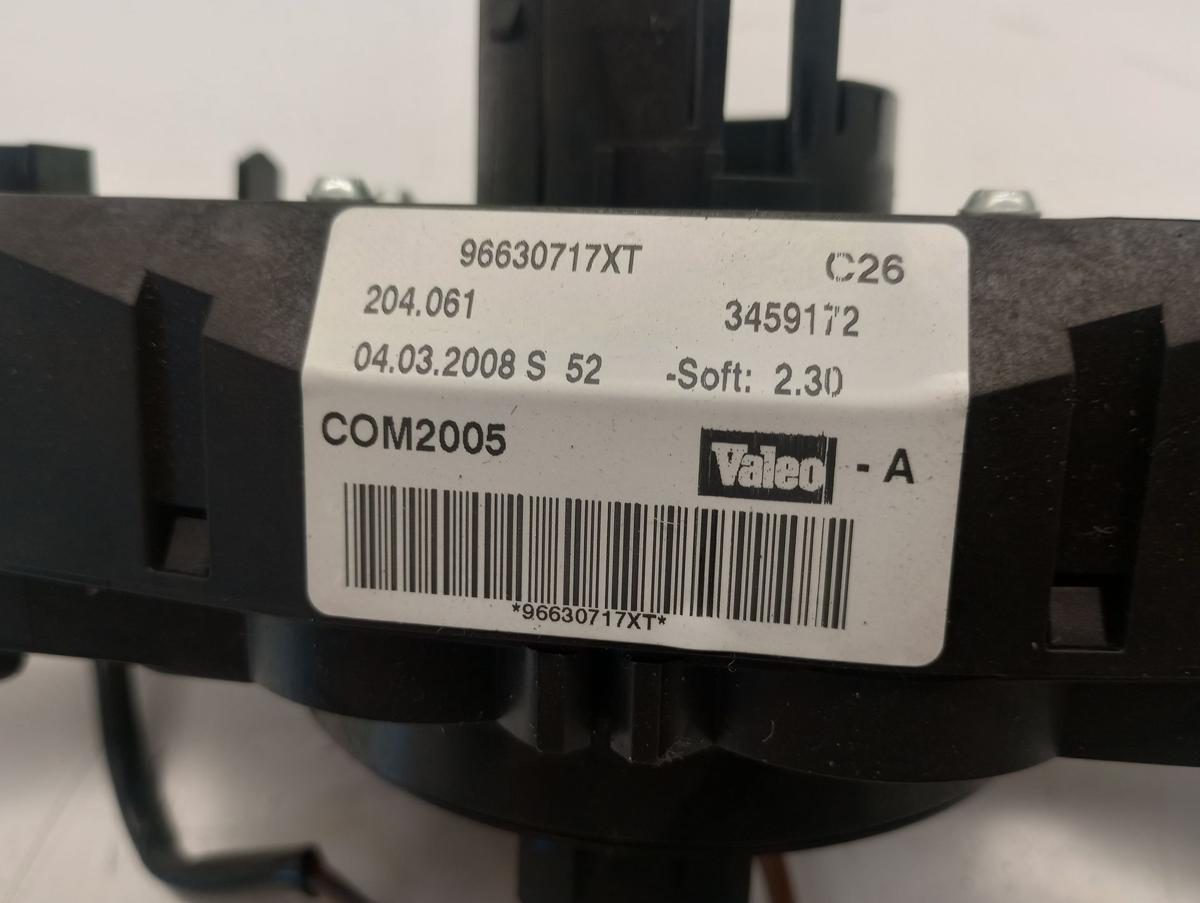 96630717XT C26
204.061 3459172
04.03.2008 S 52 -Soft: 2.30
COM2005 Valeo - A
*96630717XT*